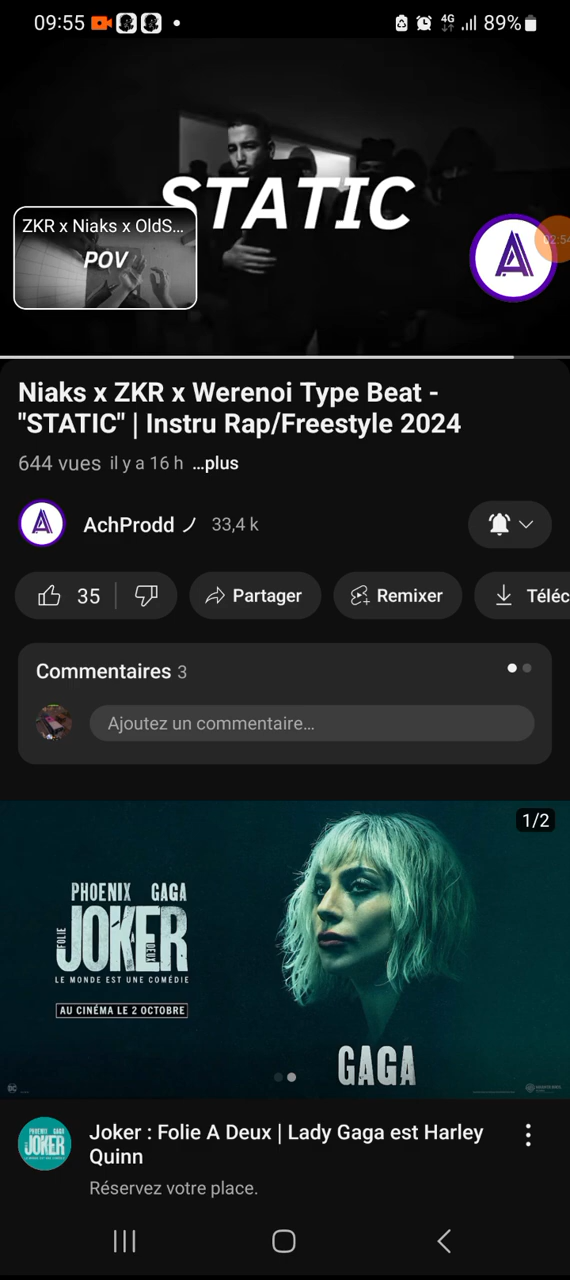 09:55
4G
89%
STATIC
ZKR x Niaks x OldS...
POV
02:54
Niaks x ZKR x Werenoi Type Beat -
"STATIC" | Instru Rap/Freestyle 2024
644 vues il y a 16 h ...plus
AchProdd 33,4 k
35
Partager
Remixer
Téléc
Commentaires 3
Ajoutez un commentaire...
1/2
PHOENIX GAGA
JOKER
FOLIE
À DEUX
LE MONDE EST UNE COMÉDIE
AU CINÉMA LE 2 OCTOBRE
GAGA
Joker : Folie A Deux | Lady Gaga est Harley
Quinn
Réservez votre place.